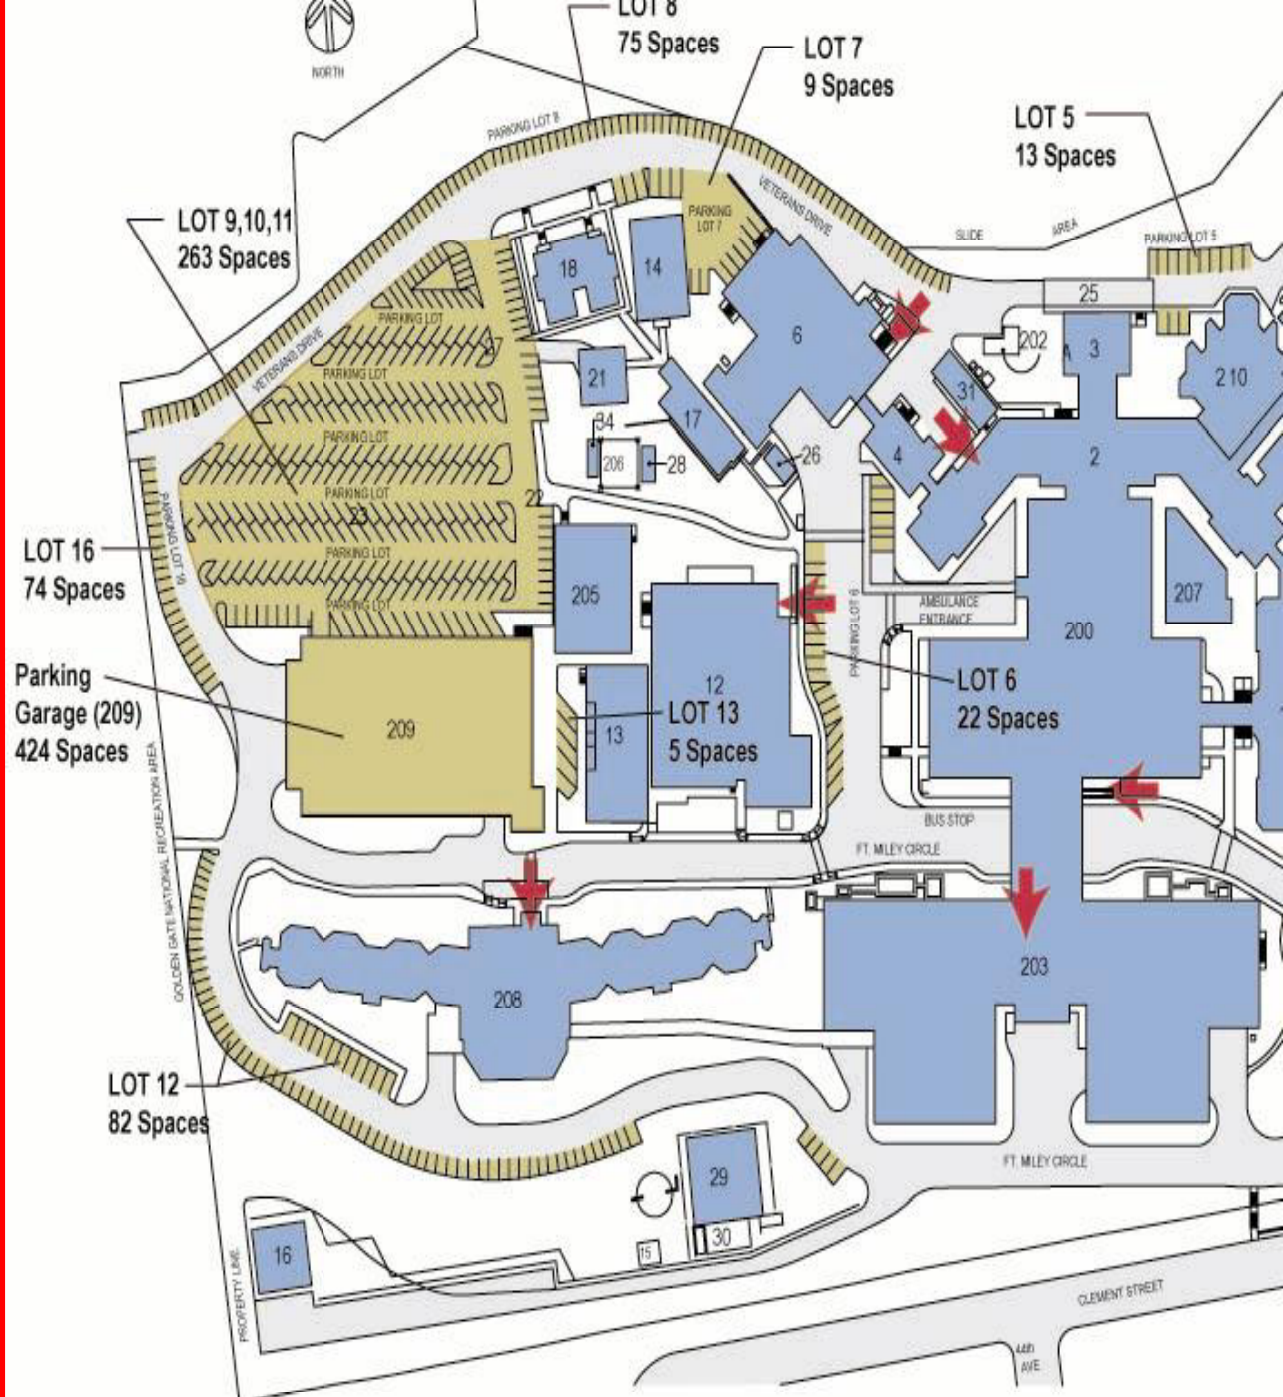 LOT 8
75 Spaces
NORTH
LOT 7
9 Spaces
LOT 5
13 Spaces
PARKING LOT 8
VETERANS DRIVE
PARKING
LOT 7
LOT 9,10,11
263 Spaces
SLIDE
AREA
PARKING LOT 5
18
14
6
25
202
A
3
210
PARKING LOT
VETERANS DRIVE
PARKING LOT
21
17
31
34
206
28
26
4
2
PARKING LOT
PARKING LOT
23
22
PARKING LOT 16
LOT 16
74 Spaces
PARKING LOT
PARKING LOT
205
PARKING LOT 6
AMBULANCE
ENTRANCE
207
200
Parking
Garage (209)
424 Spaces
209
12
LOT 13
5 Spaces
13
LOT 6
22 Spaces
BUS STOP
FT. MILEY CIRCLE
GOLDEN GATE NATIONAL RECREATION AREA
208
203
LOT 12
82 Spaces
FT. MILEY CIRCLE
29
30
15
16
PROPERTY LINE
CLEMENT STREET
44th
AVE